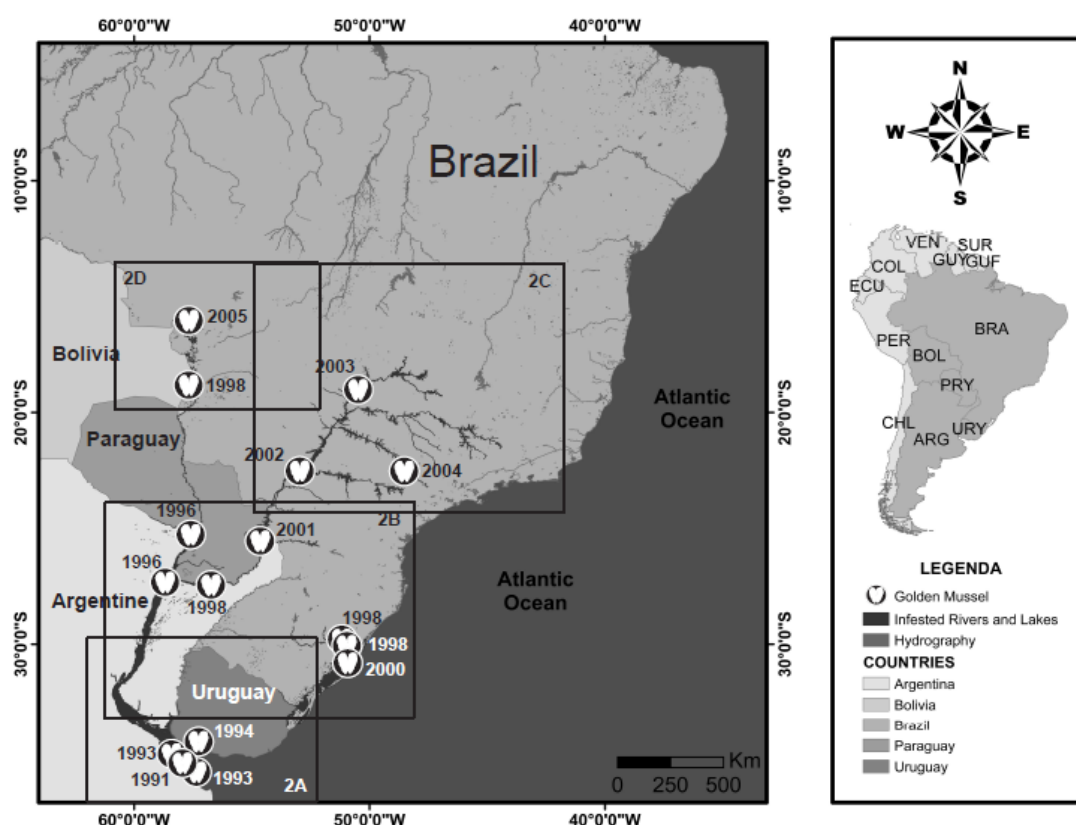 60°0'0"W 50°0'0"W 40°0'0"W
10°0'0"S
20°0'0"S
30°0'0"S
Brazil
2D
2C
2005
Bolivia
1998
2003
Atlantic
Ocean
Paraguay
2002
2004
2B
1996
2001
1996
Argentine
1998
Atlantic
Ocean
1998
1998
2000
Uruguay
1994
1993
1991
1993
2A
Km
0 250 500
10°0'0"S
20°0'0"S
30°0'0"S
60°0'0"W 50°0'0"W 40°0'0"W
N
W E
S
VEN
SUR
GUY
GUF
COL
ECU
BRA
PER
BOL
PRY
CHL
URY
ARG
LEGENDA
Golden Mussel
Infested Rivers and Lakes
Hydrography
COUNTRIES
Argentina
Bolivia
Brazil
Paraguay
Uruguay